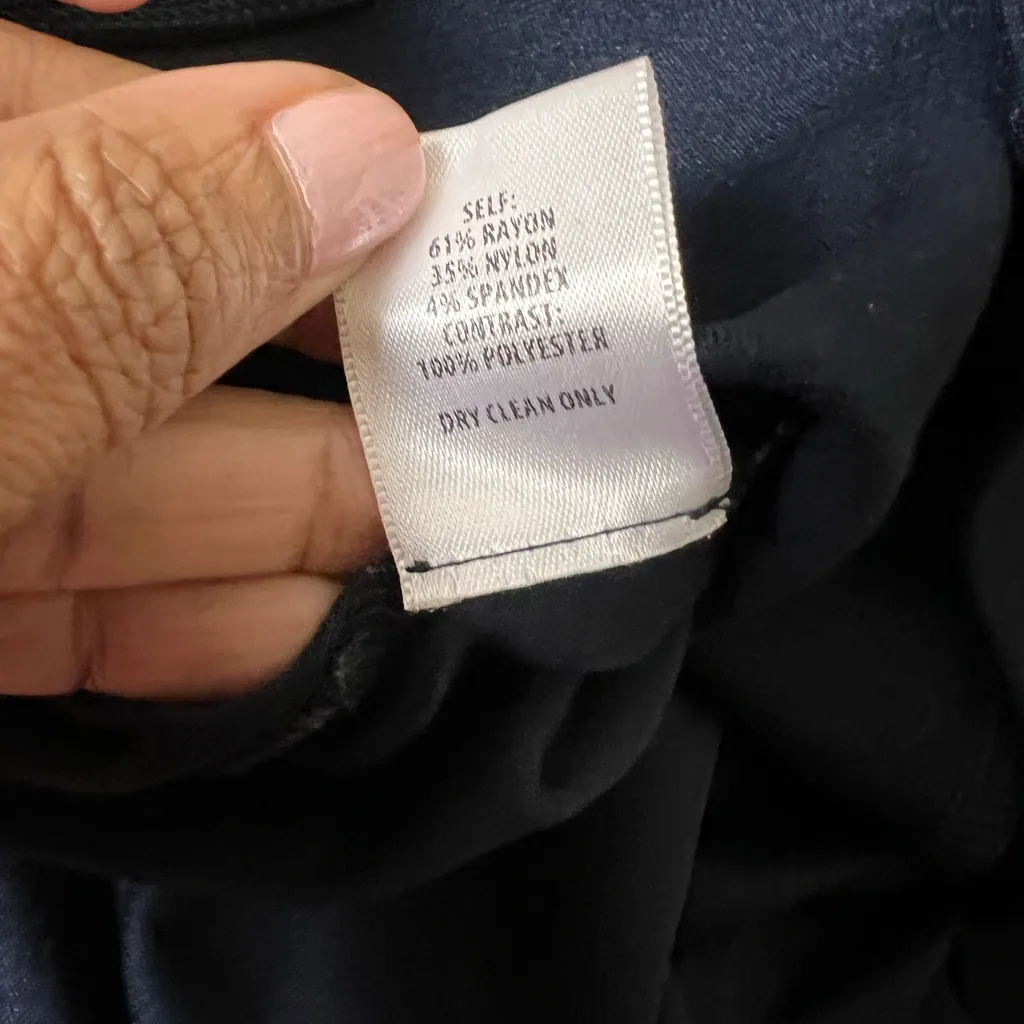 SELF:
61% RAYON
35% NYLON
4% SPANDEX
CONTRAST:
100% POLYESTER
DRY CLEAN ONLY